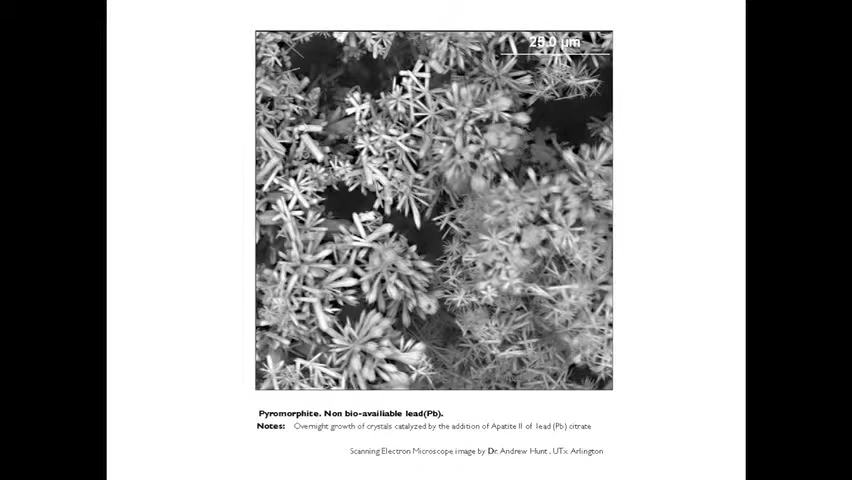 25.0 µm
Pyromorphite. Non bio-availiable lead(Pb).
Notes: Overnight growth of crystals catalyzed by the addition of Apatite II of lead (Pb) citrate
Scanning Electron Microscope image by Dr. Andrew Hunt, UTx Arlington